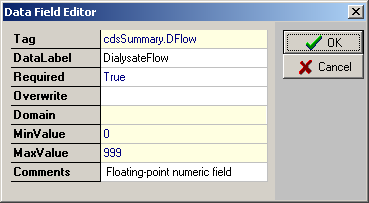 Data Field Editor
Tag cdsSummary.DFlow
OK
DataLabel DialysateFlow
Cancel
Required True
Overwrite
Domain
MinValue 0
MaxValue 999
Comments Floating-point numeric field